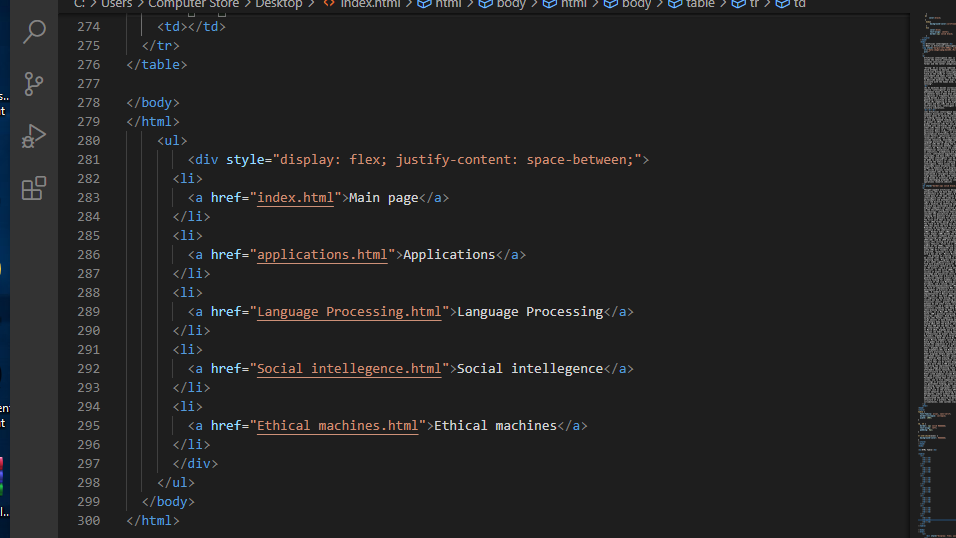 C: > Users > Computer Store > Desktop > index.html > html > body > html > body > table > tr > td
274 <td></td>
275 </tr>
276 </table>
277
278 </body>
279 </html>
280 <ul>
281 <div style="display: flex; justify-content: space-between;">
282 <li>
283 <a href="index.html">Main page</a>
284 </li>
285 <li>
286 <a href="applications.html">Applications</a>
287 </li>
288 <li>
289 <a href="Language Processing.html">Language Processing</a>
290 </li>
291 <li>
292 <a href="Social intellegence.html">Social intellegence</a>
293 </li>
294 <li>
295 <a href="Ethical machines.html">Ethical machines</a>
296 </li>
297 </div>
298 </ul>
299 </body>
300 </html>